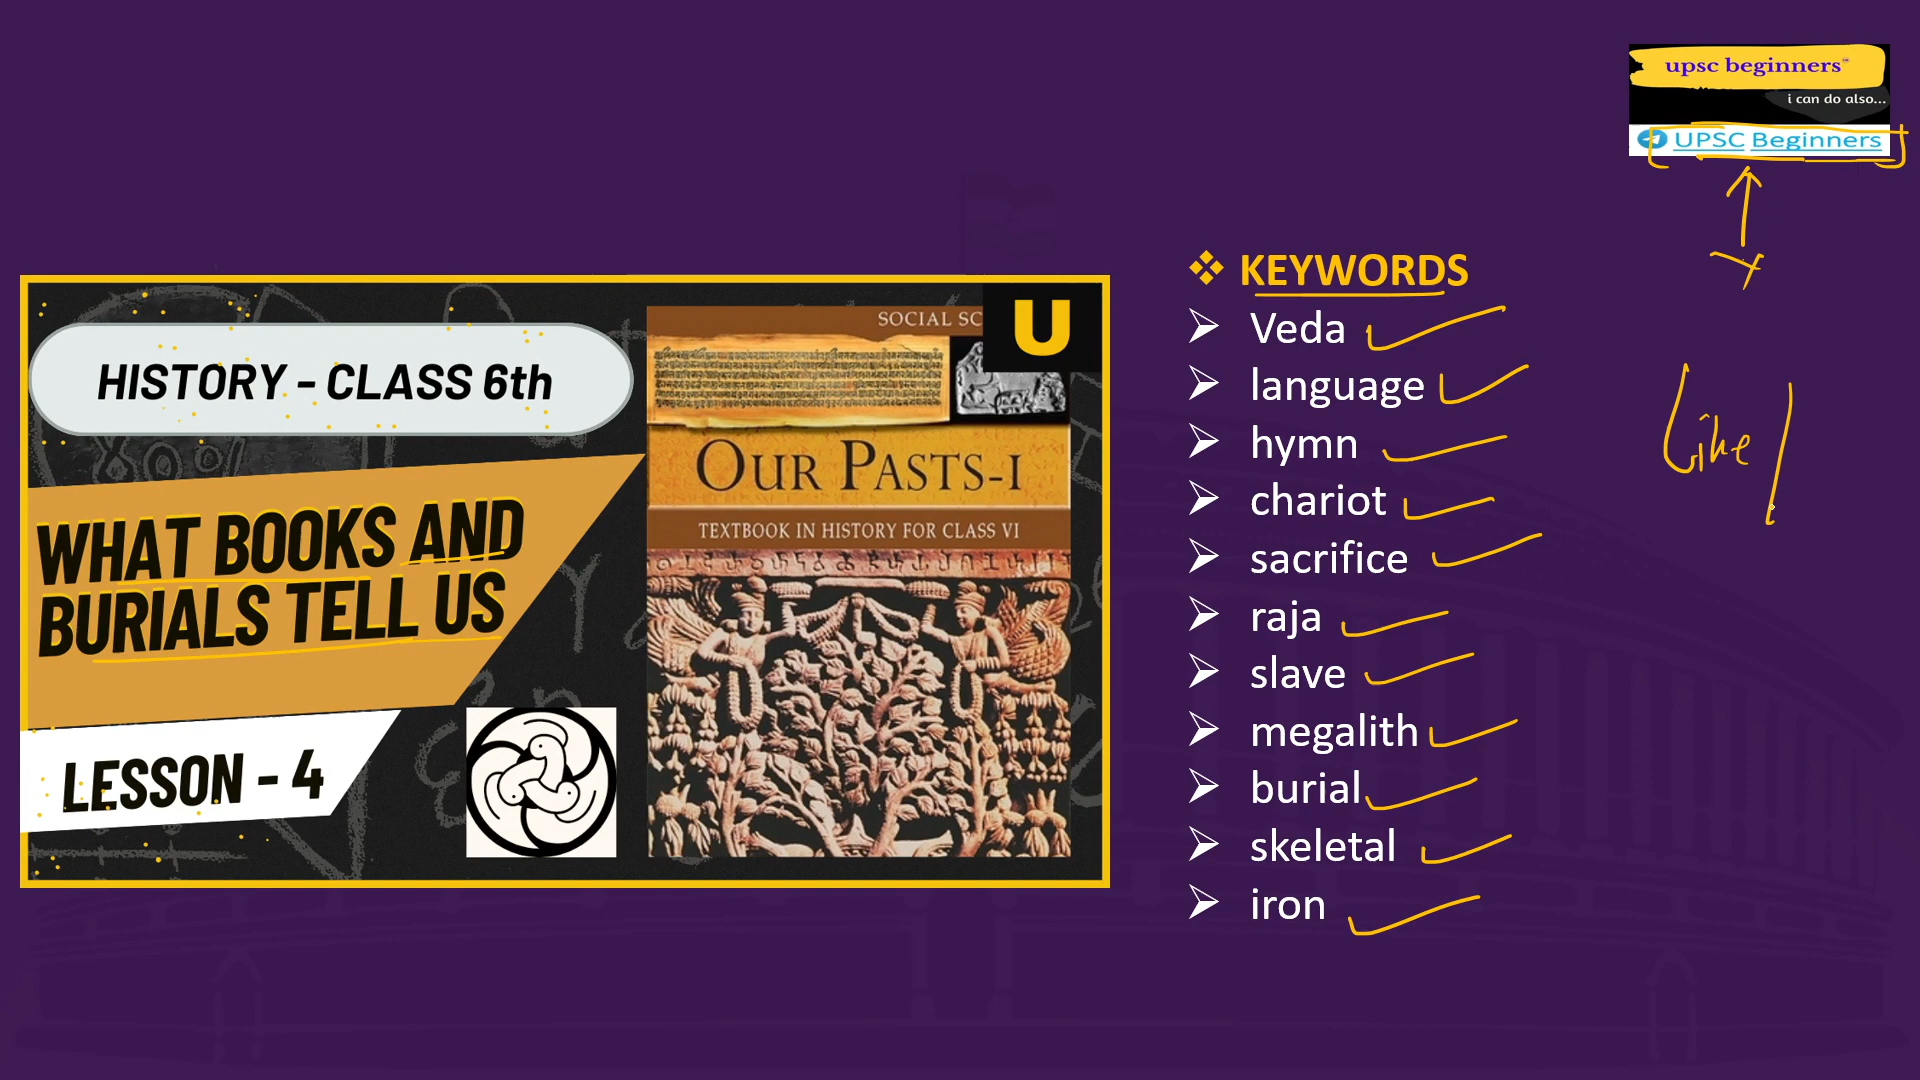 upsc beginners
i can do also...
UPSC Beginners
HISTORY - CLASS 6th
WHAT BOOKS AND
BURIALS TELL US
LESSON - 4
SOCIAL SC
U
OUR PASTS-I
TEXTBOOK IN HISTORY FOR CLASS VI
KEYWORDS
Veda
language
hymn
chariot
sacrifice
raja
slave
megalith
burial
skeletal
iron
Like